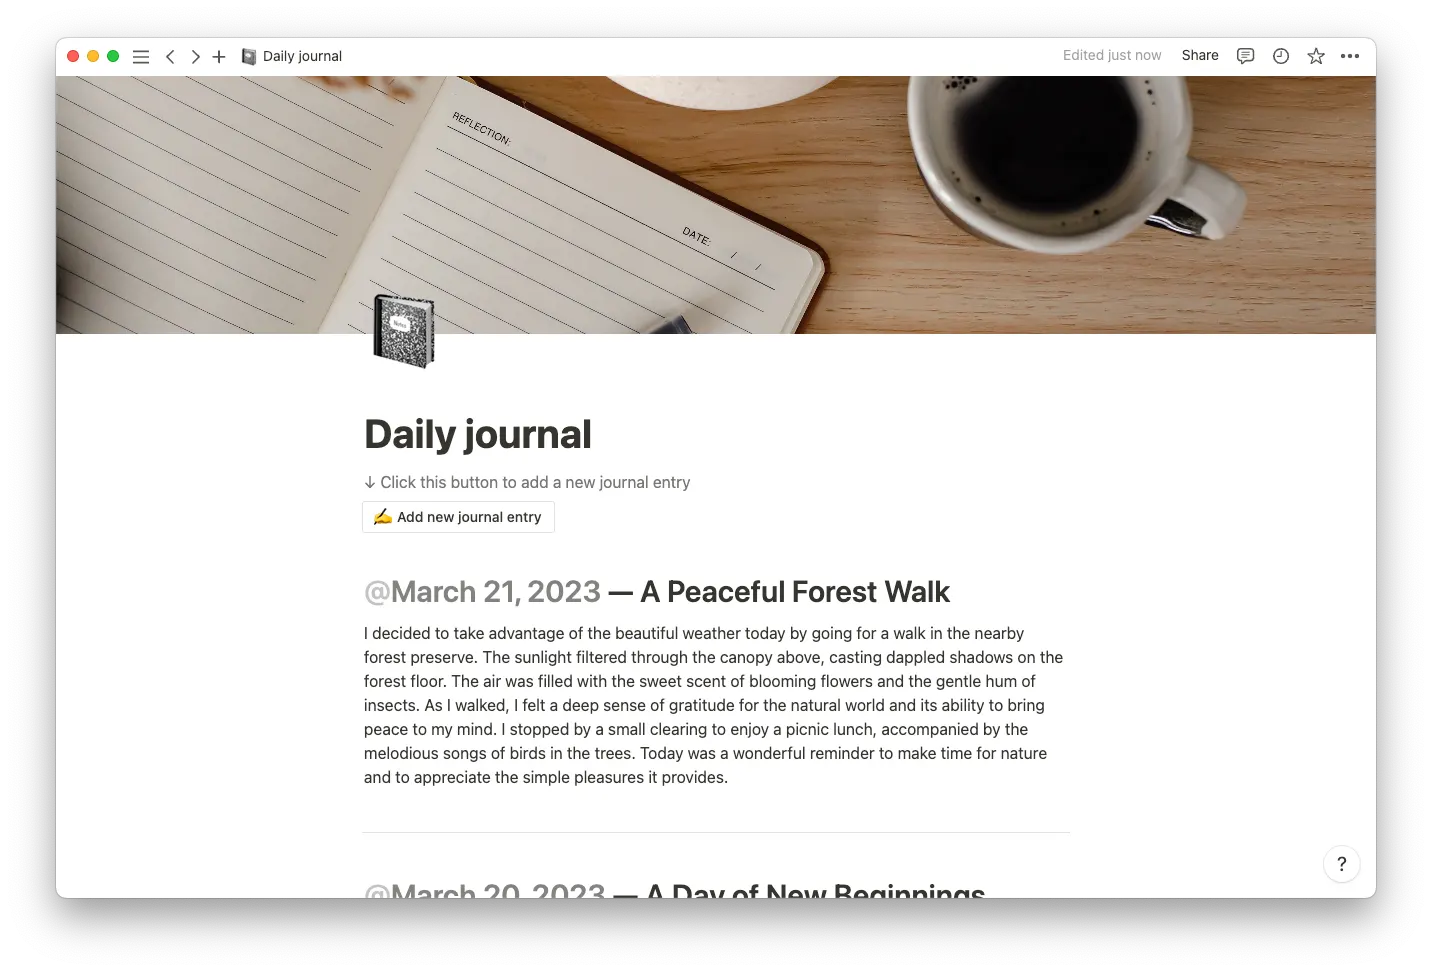 Daily journal
Edited just now
Share
REFLECTION:
DATE: / /
Notes
Daily journal
↓ Click this button to add a new journal entry
✍️ Add new journal entry
@March 21, 2023 — A Peaceful Forest Walk
I decided to take advantage of the beautiful weather today by going for a walk in the nearby
forest preserve. The sunlight filtered through the canopy above, casting dappled shadows on the
forest floor. The air was filled with the sweet scent of blooming flowers and the gentle hum of
insects. As I walked, I felt a deep sense of gratitude for the natural world and its ability to bring
peace to my mind. I stopped by a small clearing to enjoy a picnic lunch, accompanied by the
melodious songs of birds in the trees. Today was a wonderful reminder to make time for nature
and to appreciate the simple pleasures it provides.
@March 20, 2023 — A Day of New Beginnings
?